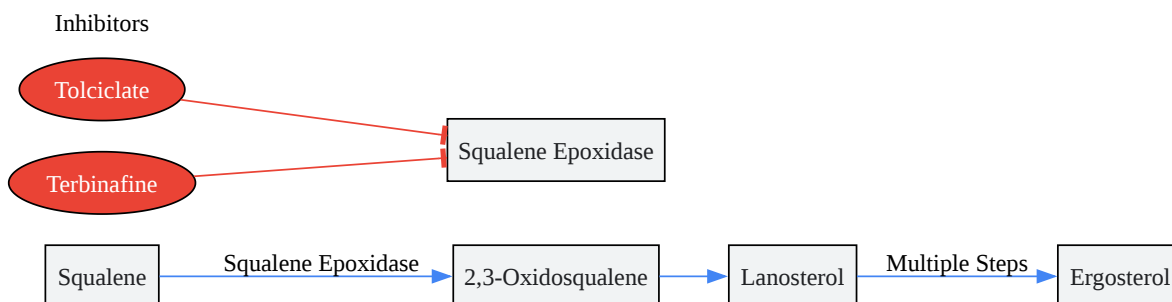 Inhibitors
Tolciclate
Squalene Epoxidase
Terbinafine
Squalene
Squalene Epoxidase
2,3-Oxidosqualene
Lanosterol
Multiple Steps
Ergosterol